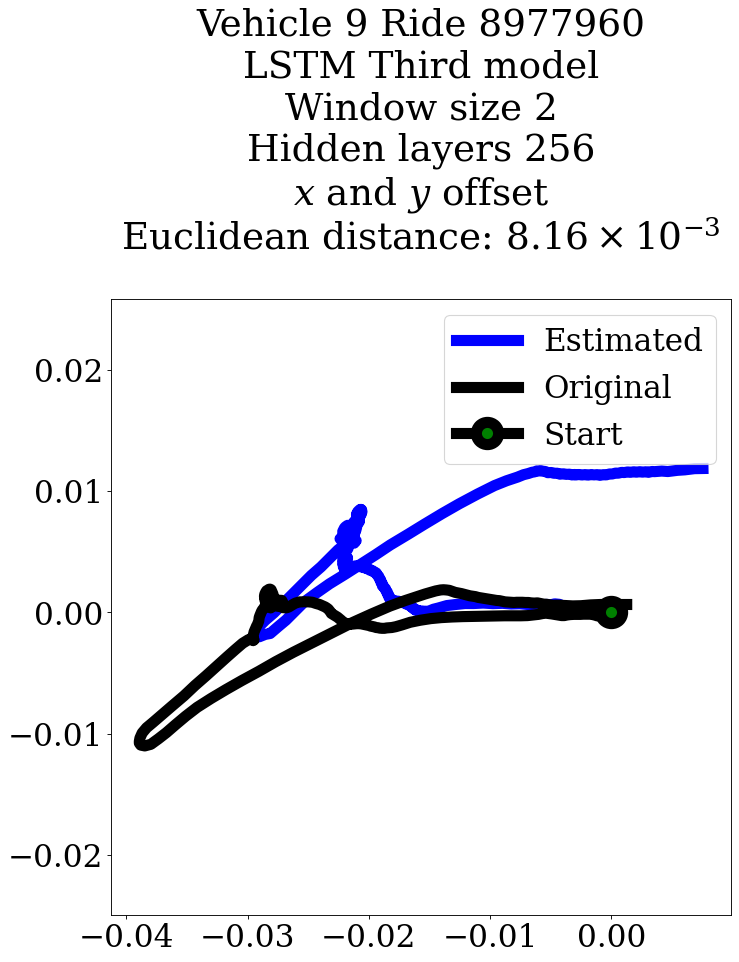 Vehicle 9 Ride 8977960
LSTM Third model
Window size 2
Hidden layers 256
x and y offset
Euclidean distance: 8.16 × 10⁻³
Estimated
Original
Start
0.02
0.01
0.00
−0.01
−0.02
−0.04 −0.03 −0.02 −0.01 0.00